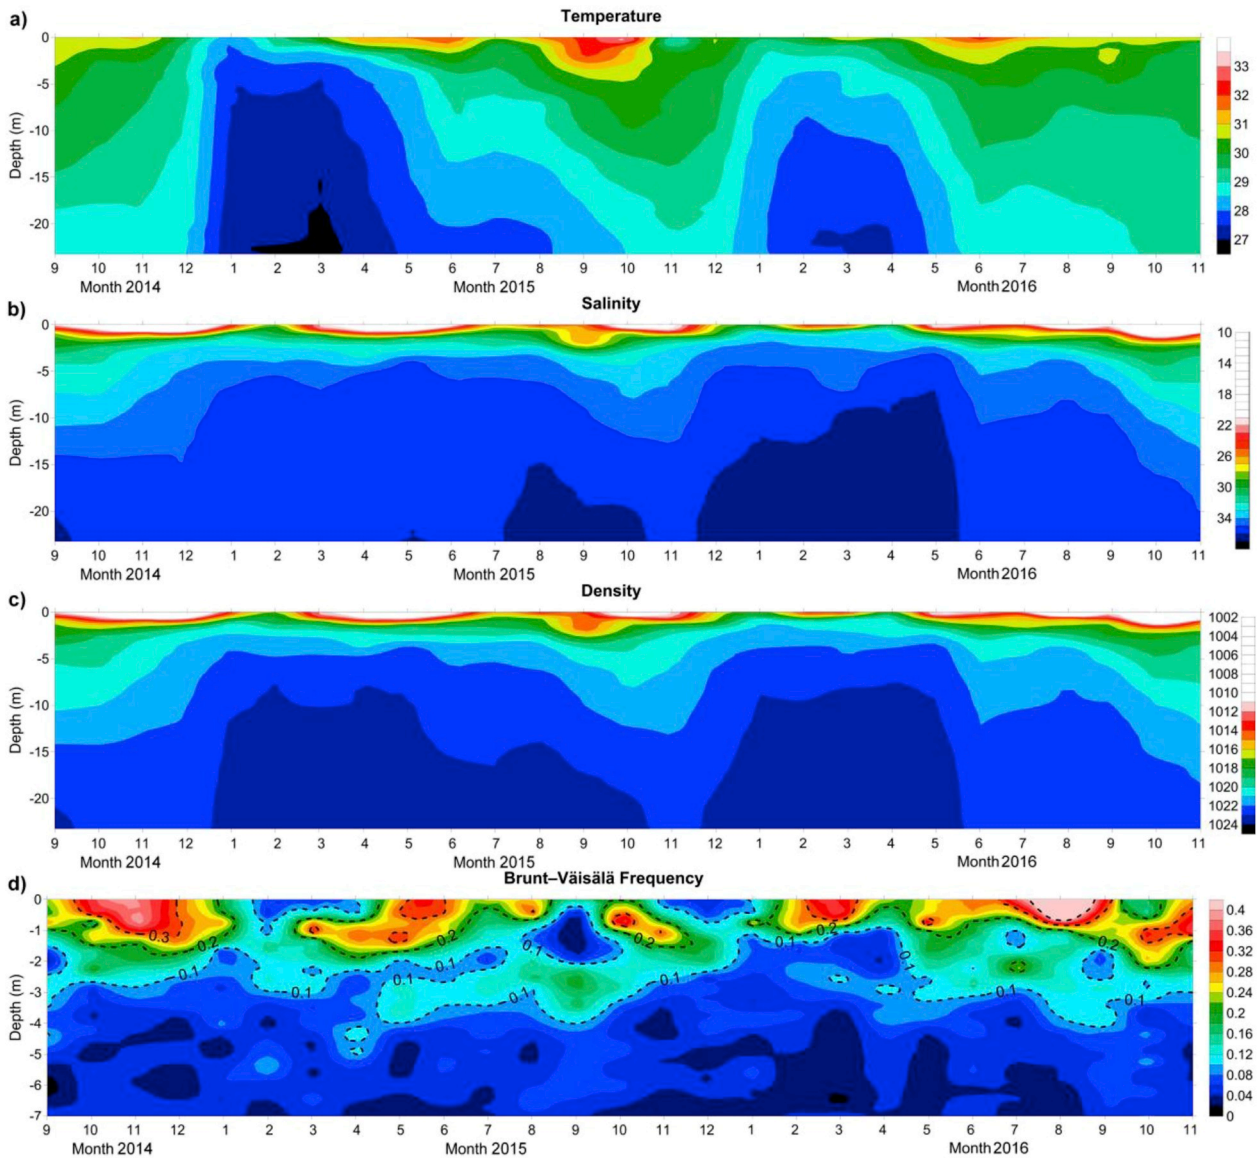 a)
Temperature
0
-5
-10
-15
-20
Depth (m)
33
32
31
30
29
28
27
9 10 11 12 1 2 3 4 5 6 7 8 9 10 11 12 1 2 3 4 5 6 7 8 9 10 11
Month 2014 Month 2015 Month 2016
b)
Salinity
0
-5
-10
-15
-20
Depth (m)
10
14
18
22
26
30
34
9 10 11 12 1 2 3 4 5 6 7 8 9 10 11 12 1 2 3 4 5 6 7 8 9 10 11
Month 2014 Month 2015 Month 2016
c)
Density
0
-5
-10
-15
-20
Depth (m)
1002
1004
1006
1008
1010
1012
1014
1016
1018
1020
1022
1024
9 10 11 12 1 2 3 4 5 6 7 8 9 10 11 12 1 2 3 4 5 6 7 8 9 10 11
Month 2014 Month 2015 Month 2016
d)
Brunt–Väisälä Frequency
0
-1
-2
-3
-4
-5
-6
-7
Depth (m)
0.3 0.2 0.1 0.1 0.1 0.2 0.1 0.1 0.2 0.1 0.2 0.1 0.1 0.2 0.1
0.4
0.36
0.32
0.28
0.24
0.2
0.16
0.12
0.08
0.04
0
9 10 11 12 1 2 3 4 5 6 7 8 9 10 11 12 1 2 3 4 5 6 7 8 9 10 11
Month 2014 Month 2015 Month 2016